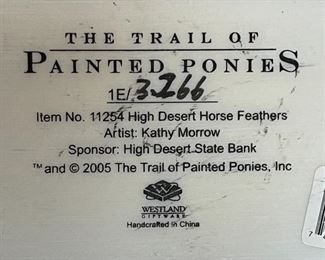 THE TRAIL OF
PAINTED PONIES
1E/3266
Item No. 11254 High Desert Horse Feathers
Artist: Kathy Morrow
Sponsor: High Desert State Bank
™ and © 2005 The Trail of Painted Ponies, Inc
WESTLAND
GIFTWARE
Handcrafted in China